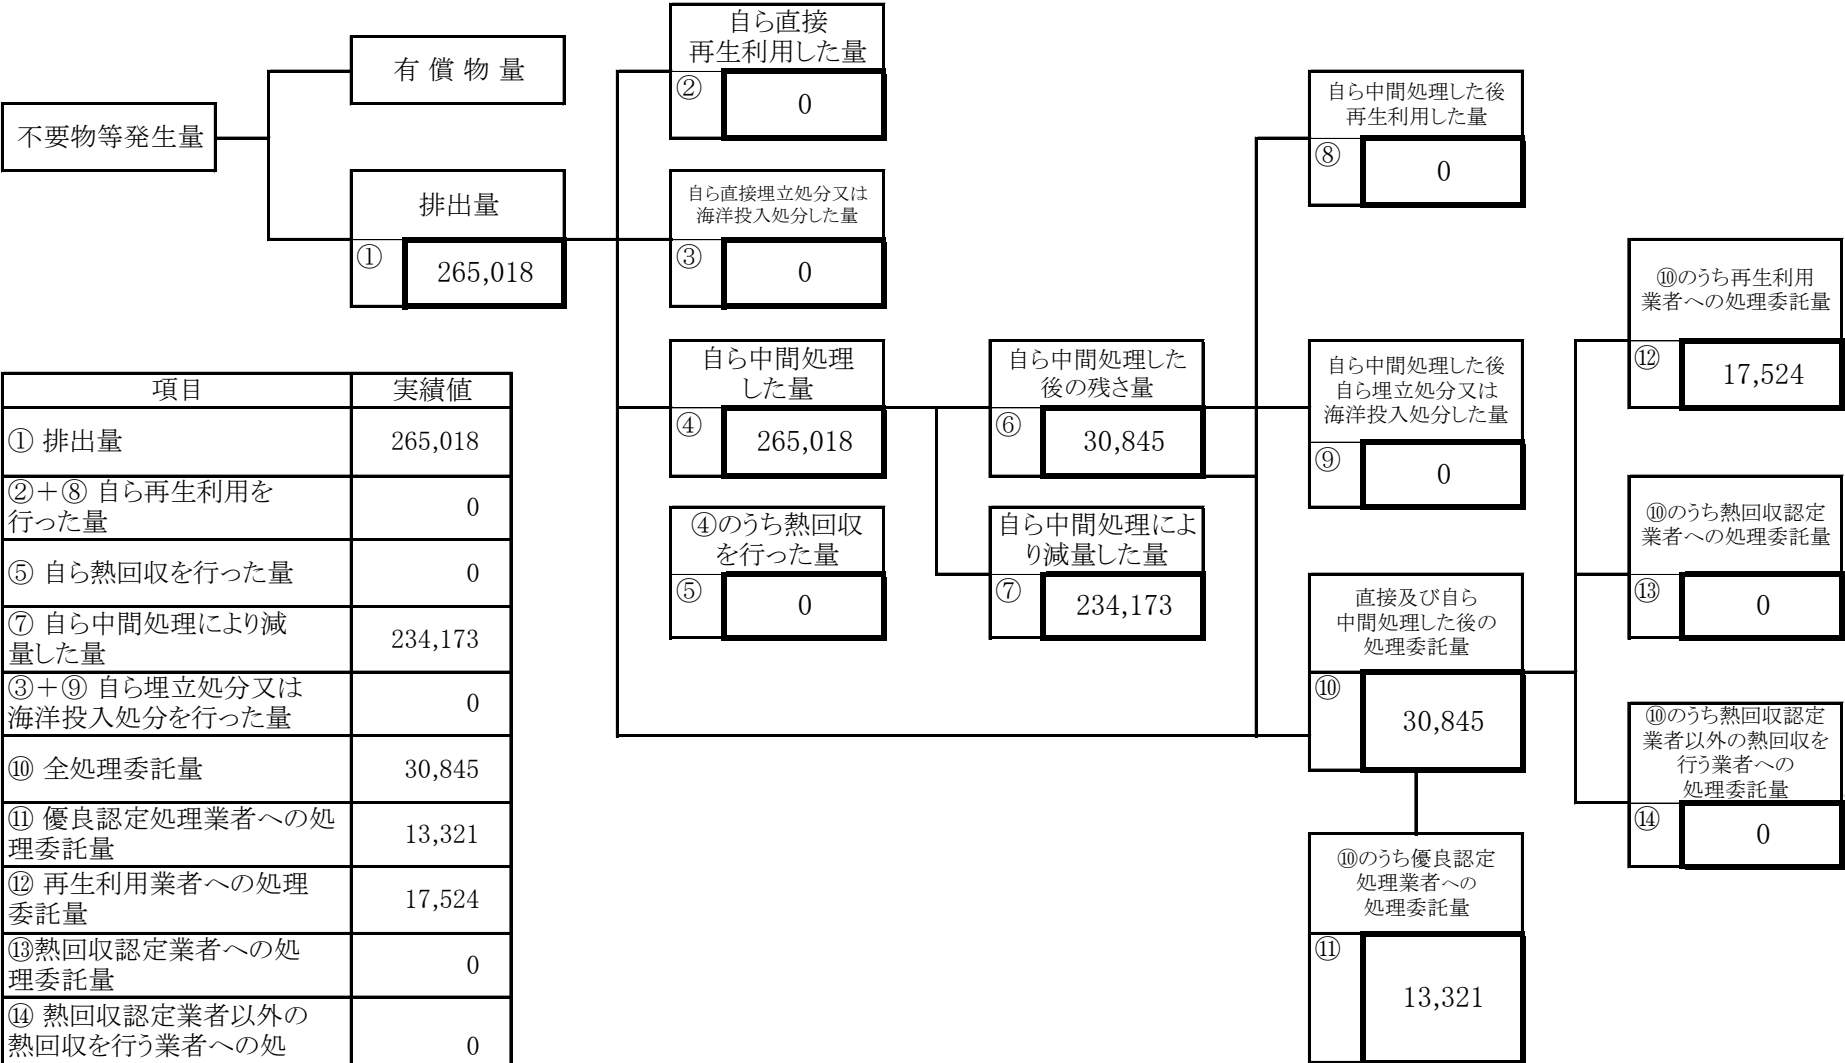 不要物等発生量
有 償 物 量
排出量
①
265,018
自ら直接
再生利用した量
②
0
自ら直接埋立処分又は
海洋投入処分した量
③
0
自ら中間処理
した量
④
265,018
④のうち熱回収
を行った量
⑤
0
自ら中間処理した
後の残さ量
⑥
30,845
自ら中間処理によ
り減量した量
⑦
234,173
自ら中間処理した後
再生利用した量
⑧
0
自ら中間処理した後
自ら埋立処分又は
海洋投入処分した量
⑨
0
直接及び自ら
中間処理した後の
処理委託量
⑩
30,845
⑩のうち優良認定
処理業者への
処理委託量
⑪
13,321
⑩のうち再生利用
業者への処理委託量
⑫
17,524
⑩のうち熱回収認定
業者への処理委託量
⑬
0
⑩のうち熱回収認定
業者以外の熱回収を
行う業者への
処理委託量
⑭
0
項目 実績値
① 排出量 265,018
②＋⑧ 自ら再生利用を
行った量 0
⑤ 自ら熱回収を行った量 0
⑦ 自ら中間処理により減
量した量 234,173
③＋⑨ 自ら埋立処分又は
海洋投入処分を行った量 0
⑩ 全処理委託量 30,845
⑪ 優良認定処理業者への処
理委託量 13,321
⑫ 再生利用業者への処理
委託量 17,524
⑬熱回収認定業者への処
理委託量 0
⑭ 熱回収認定業者以外の
熱回収を行う業者への処 0